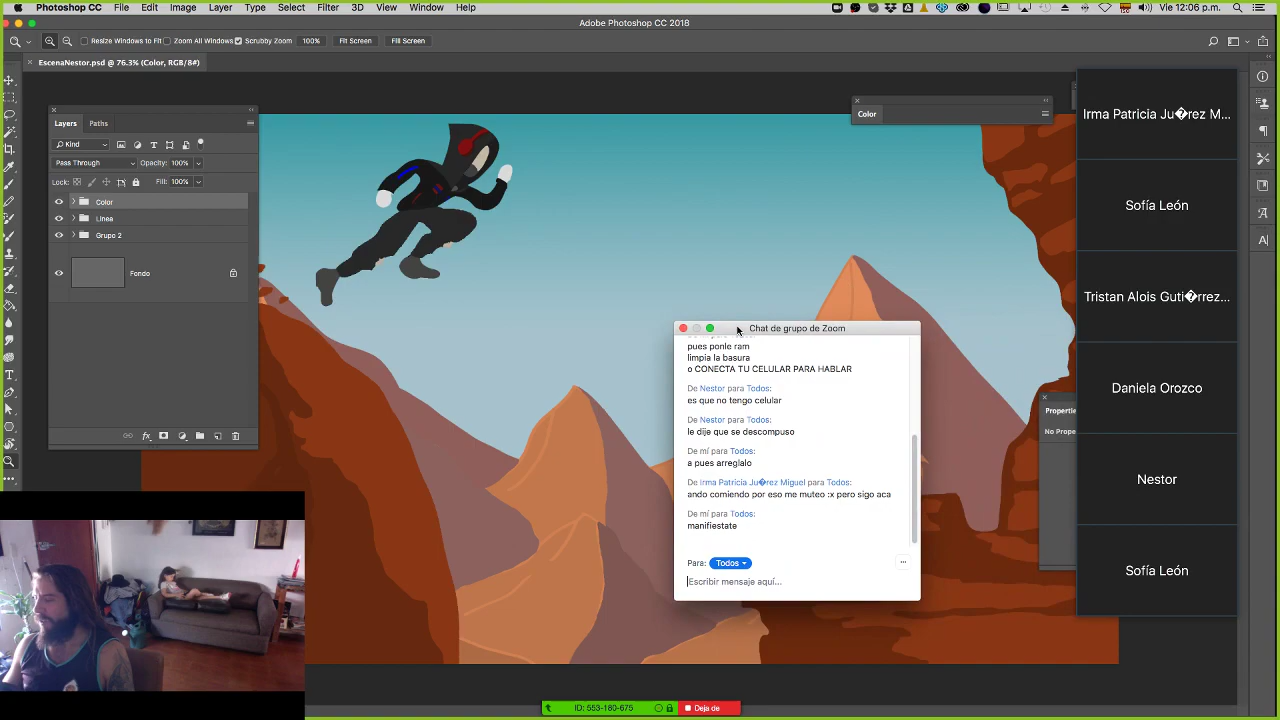 Photoshop CC File Edit Image Layer Type Select Filter 3D View Window Help Vie 12:06 p.m.
Adobe Photoshop CC 2018
Resize Windows to Fit Zoom All Windows Scrubby Zoom 100% Fit Screen Fill Screen
EscenaNestor.psd @ 76.3% (Color, RGB/8#)
Layers Paths
Kind
Pass Through Opacity: 100%
Lock: Fill: 100%
Color
Linea
Grupo 2
Fondo
Color
Chat de grupo de Zoom
pues ponle ram
limpia la basura
o CONECTA TU CELULAR PARA HABLAR
De Nestor para Todos:
es que no tengo celular
De Nestor para Todos:
le dije que se descompuso
De mí para Todos:
a pues arreglalo
De Irma Patricia Ju�rez Miguel para Todos:
ando comiendo por eso me muteo :x pero sigo aca
De mí para Todos:
manifiestate
Para: Todos
Escribir mensaje aquí...
Properties
No Prope
Irma Patricia Ju�rez M...
Sofía León
Tristan Alois Guti�rrez...
Daniela Orozco
Nestor
Sofía León
ID: 553-180-675 Deja de